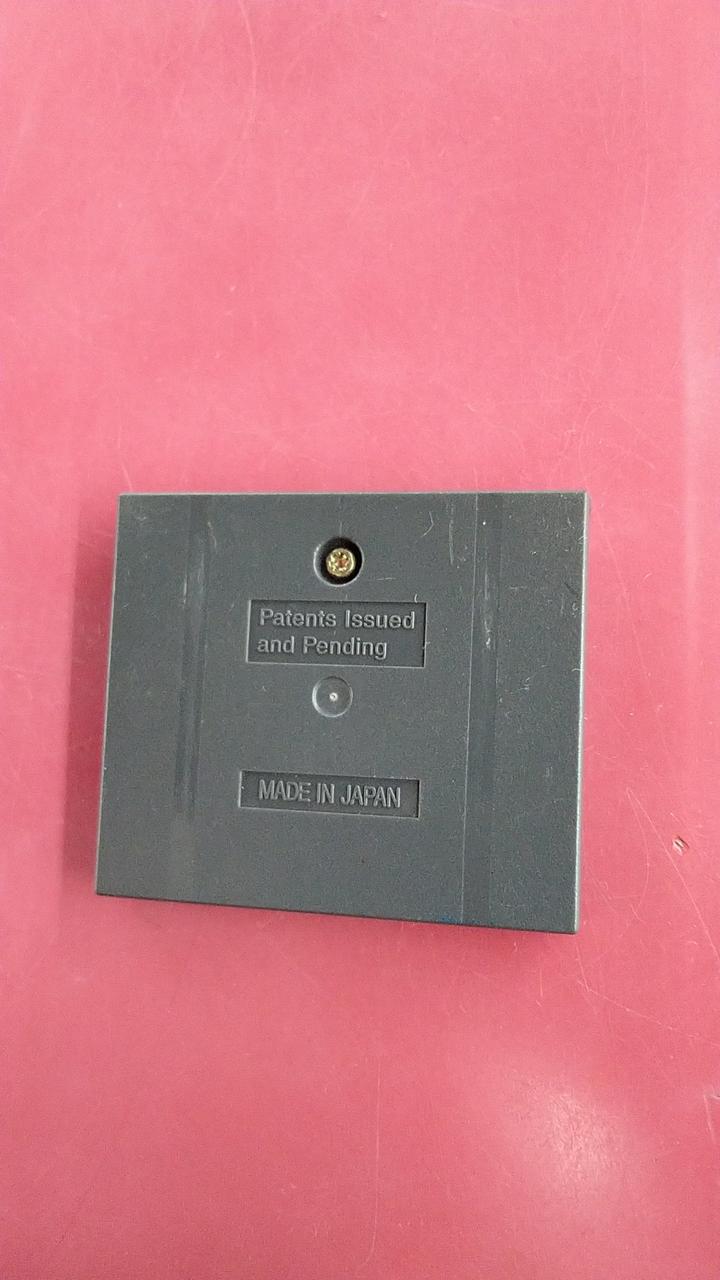 Patents Issued
and Pending
MADE IN JAPAN